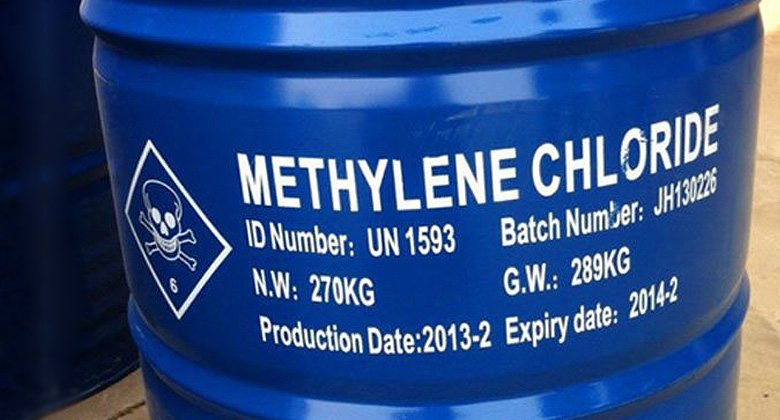 METHYLENE CHLORIDE
ID Number: UN 1593 Batch Number: JH130226
N.W: 270KG G.W.: 289KG
Production Date:2013-2 Expiry date: 2014-2
6